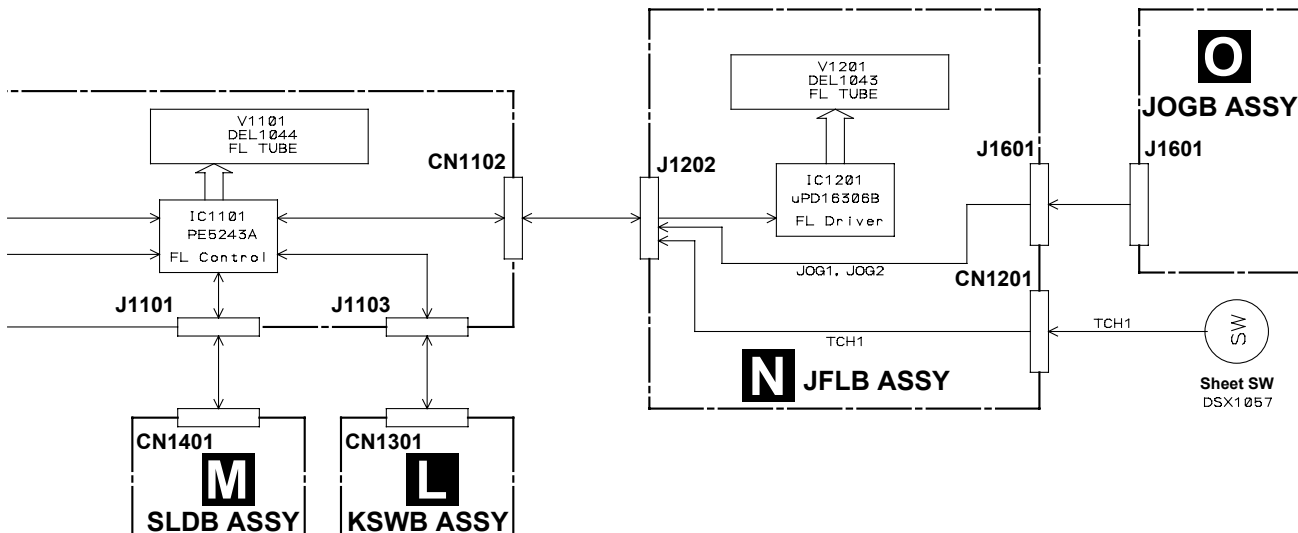 V1101
DEL1044
FL TUBE
CN1102
IC1101
PE5243A
FL Control
J1101
J1103
CN1401
M
SLDB ASSY
CN1301
L
KSWB ASSY
V1201
DEL1043
FL TUBE
J1202
IC1201
uPD16306B
FL Driver
J1601
JOG1, JOG2
CN1201
TCH1
N JFLB ASSY
O
JOGB ASSY
J1601
TCH1
SW
Sheet SW
DSX1057